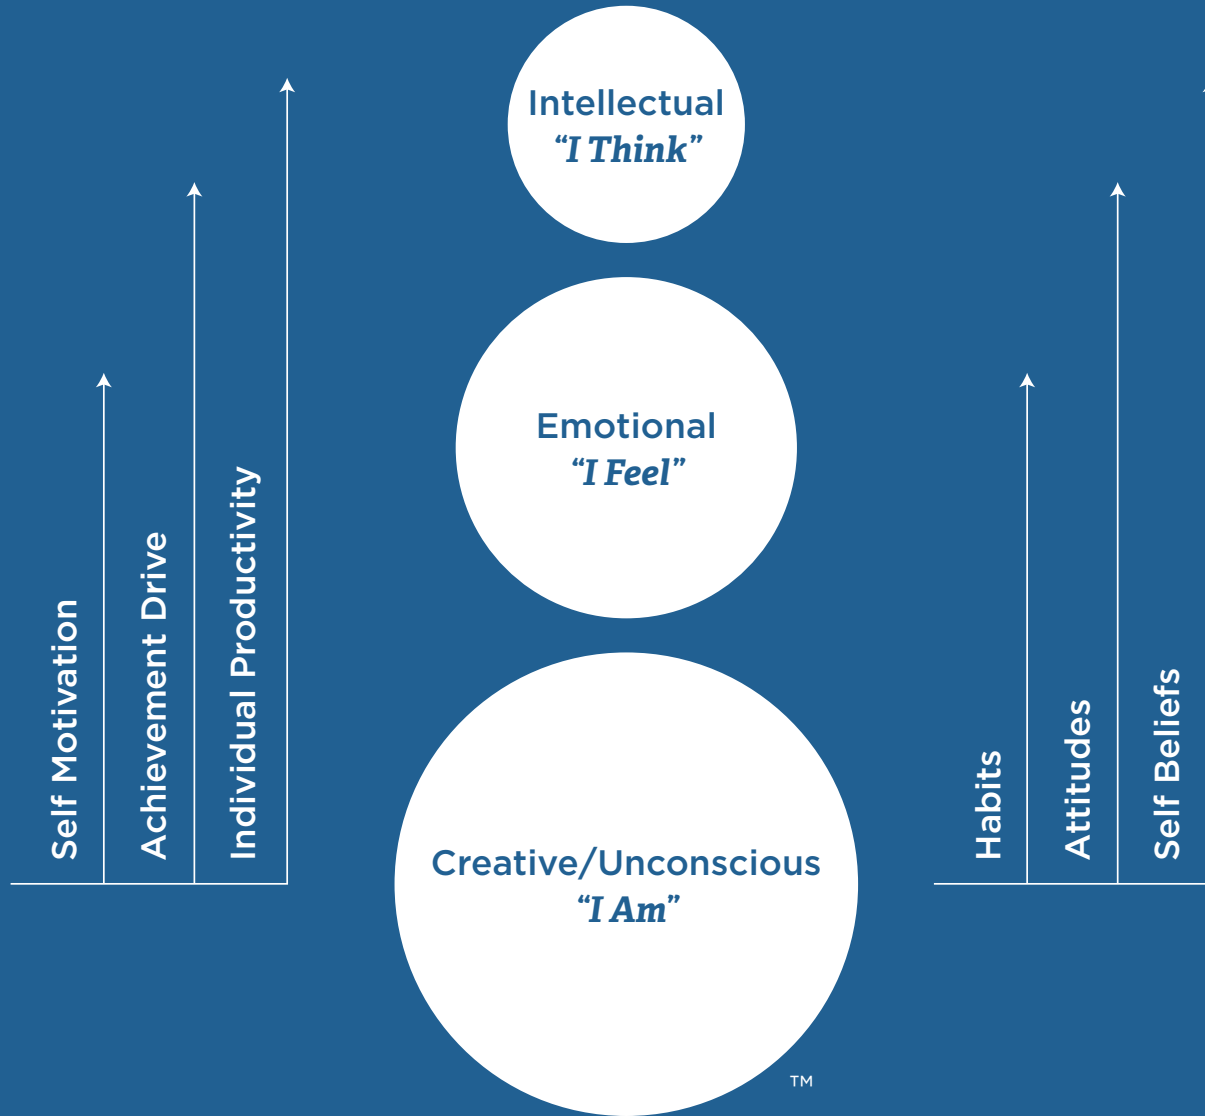 Intellectual
“I Think”
Emotional
“I Feel”
Creative/Unconscious
“I Am”
Self Motivation
Achievement Drive
Individual Productivity
Habits
Attitudes
Self Beliefs
TM